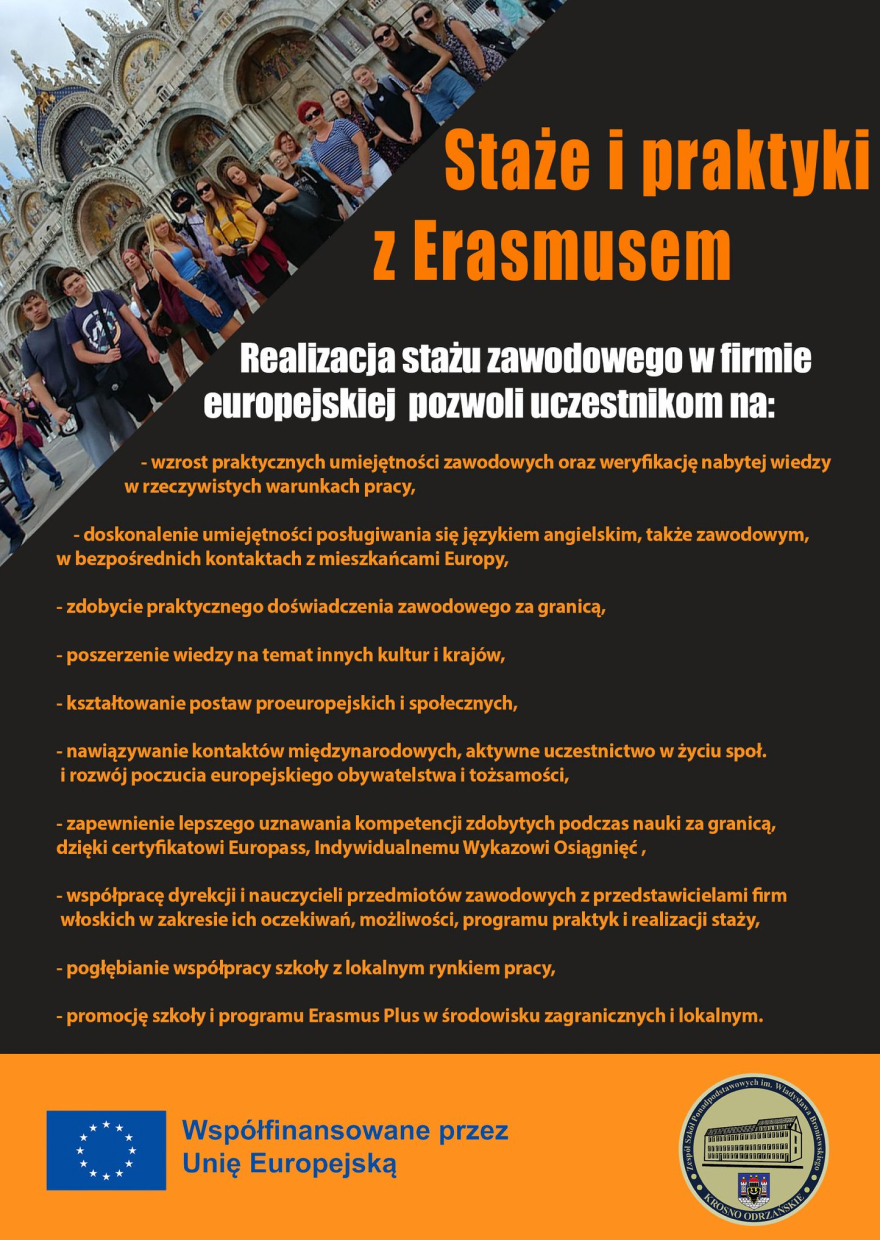 Staże i praktyki
z Erasmusem
Realizacja stażu zawodowego w firmie
europejskiej pozwoli uczestnikom na:
- wzrost praktycznych umiejętności zawodowych oraz weryfikację nabytej wiedzy
w rzeczywistych warunkach pracy,
- doskonalenie umiejętności posługiwania się językiem angielskim, także zawodowym,
w bezpośrednich kontaktach z mieszkańcami Europy,
- zdobycie praktycznego doświadczenia zawodowego za granicą,
- poszerzenie wiedzy na temat innych kultur i krajów,
- kształtowanie postaw proeuropejskich i społecznych,
- nawiązywanie kontaktów międzynarodowych, aktywne uczestnictwo w życiu społ.
i rozwój poczucia europejskiego obywatelstwa i tożsamości,
- zapewnienie lepszego uznawania kompetencji zdobytych podczas nauki za granicą,
dzięki certyfikatowi Europass, Indywidualnemu Wykazowi Osiągnięć ,
- współpracę dyrekcji i nauczycieli przedmiotów zawodowych z przedstawicielami firm
włoskich w zakresie ich oczekiwań, możliwości, programu praktyk i realizacji staży,
- pogłębianie współpracy szkoły z lokalnym rynkiem pracy,
- promocję szkoły i programu Erasmus Plus w środowisku zagranicznych i lokalnym.
Współfinansowane przez
Unię Europejską
Zespół Szkół Ponadpodstawowych im. Władysława Broniewskiego
KROSNO ODRZAŃSKIE